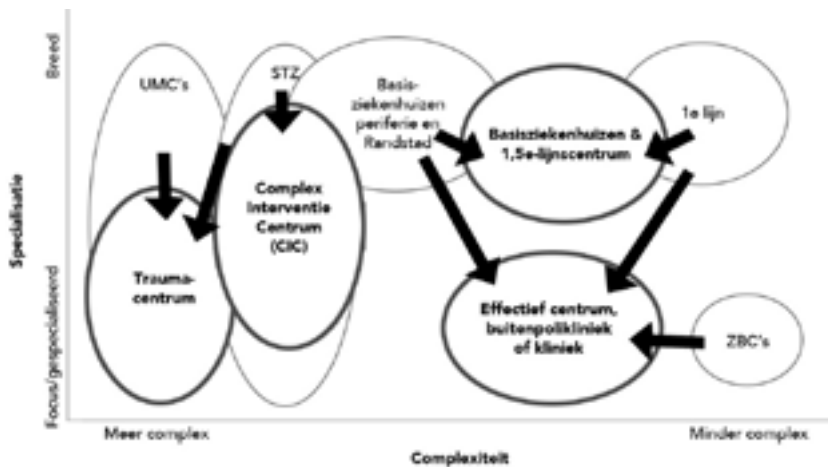 Breed
Specialisatie
Focus/gespecialiseerd
UMC's
STZ
Basis-
ziekenhuizen
periferie en
Randstad
Basisziekenhuizen &
1,5e-lijnscentrum
1e lijn
Complex
Interventie
Centrum
(CIC)
Trauma-
centrum
Effectief centrum,
buitenpolikliniek
of kliniek
ZBC's
Meer complex
Minder complex
Complexiteit